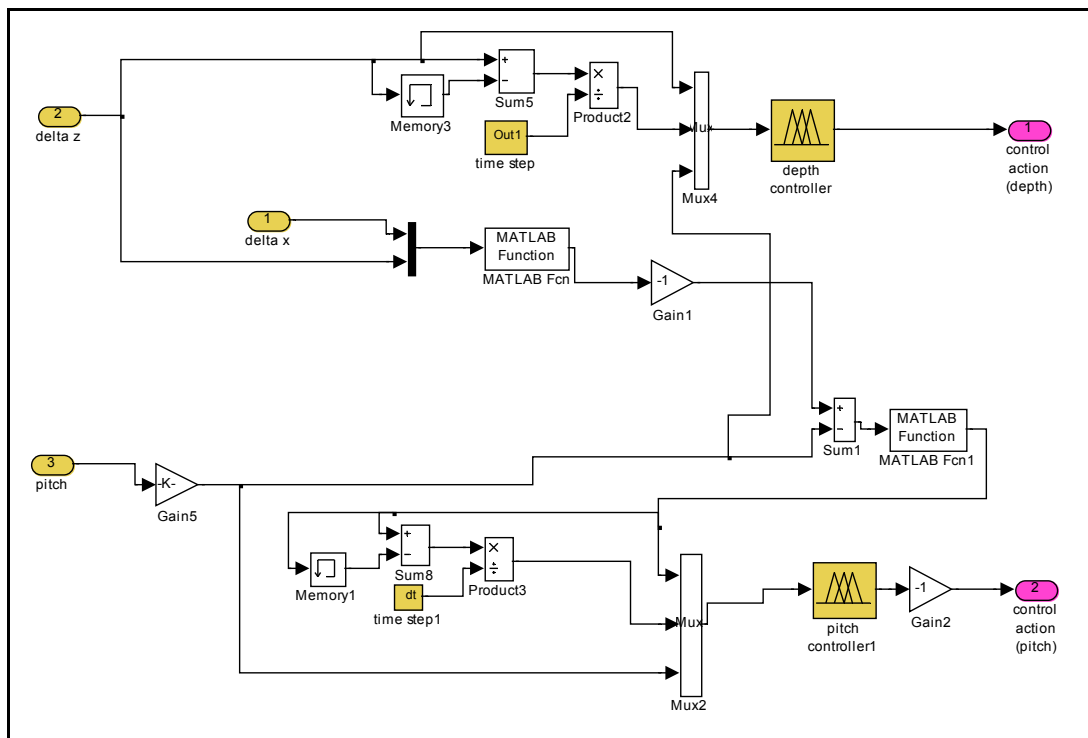 +
−
Sum5
Memory3
×
÷
Product2
Out1
time step
2
delta z
Mux
Mux4
depth
controller
1
control
action
(depth)
1
delta x
MATLAB
Function
MATLAB Fcn
-1
Gain1
+
−
Sum1
MATLAB
Function
MATLAB Fcn1
3
pitch
-K-
Gain5
+
−
Sum8
Memory1
×
÷
Product3
dt
time step1
Mux
Mux2
pitch
controller1
-1
Gain2
2
control
action
(pitch)